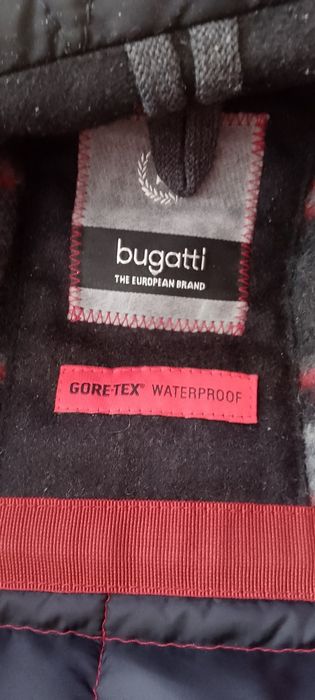 bugatti
THE EUROPEAN BRAND
GORE-TEX® WATERPROOF